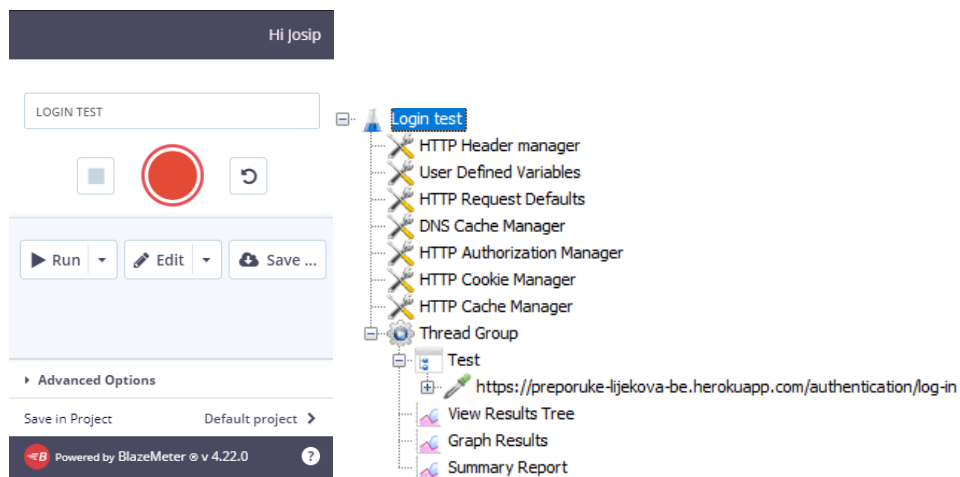 Hi Josip
LOGIN TEST
Run
Edit
Save ...
Advanced Options
Save in Project
Default project
B Powered by BlazeMeter ® v 4.22.0 ?
Login test
HTTP Header manager
User Defined Variables
HTTP Request Defaults
DNS Cache Manager
HTTP Authorization Manager
HTTP Cookie Manager
HTTP Cache Manager
Thread Group
Test
https://preporuke-lijekova-be.herokuapp.com/authentication/log-in
View Results Tree
Graph Results
Summary Report